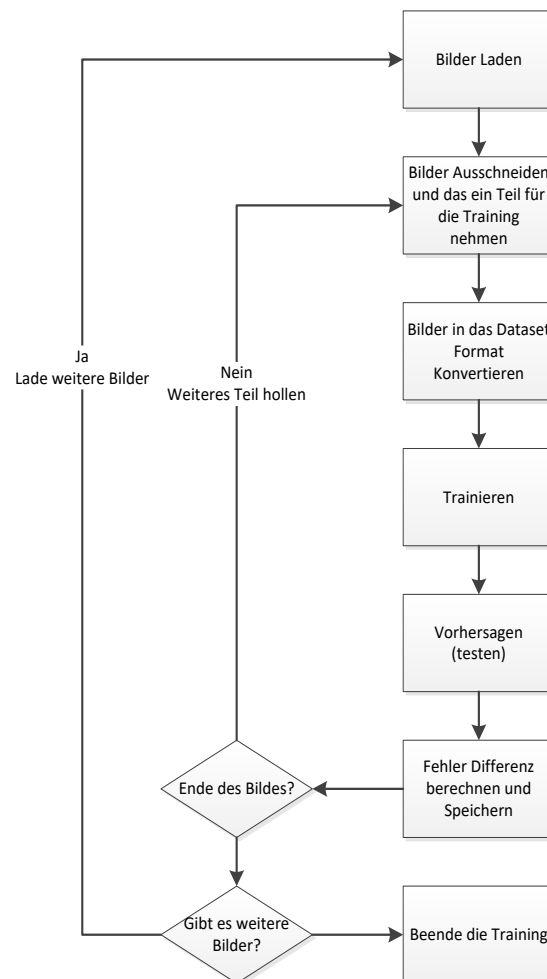 Bilder Laden
Bilder Ausschneiden
und das ein Teil für
die Training
nehmen
Bilder in das Dataset
Format
Konvertieren
Ja
Lade weitere Bilder
Nein
Weiteres Teil hollen
Trainieren
Vorhersagen
(testen)
Fehler Differenz
berechnen und
Speichern
Ende des Bildes?
Gibt es weitere
Bilder?
Beende die Training